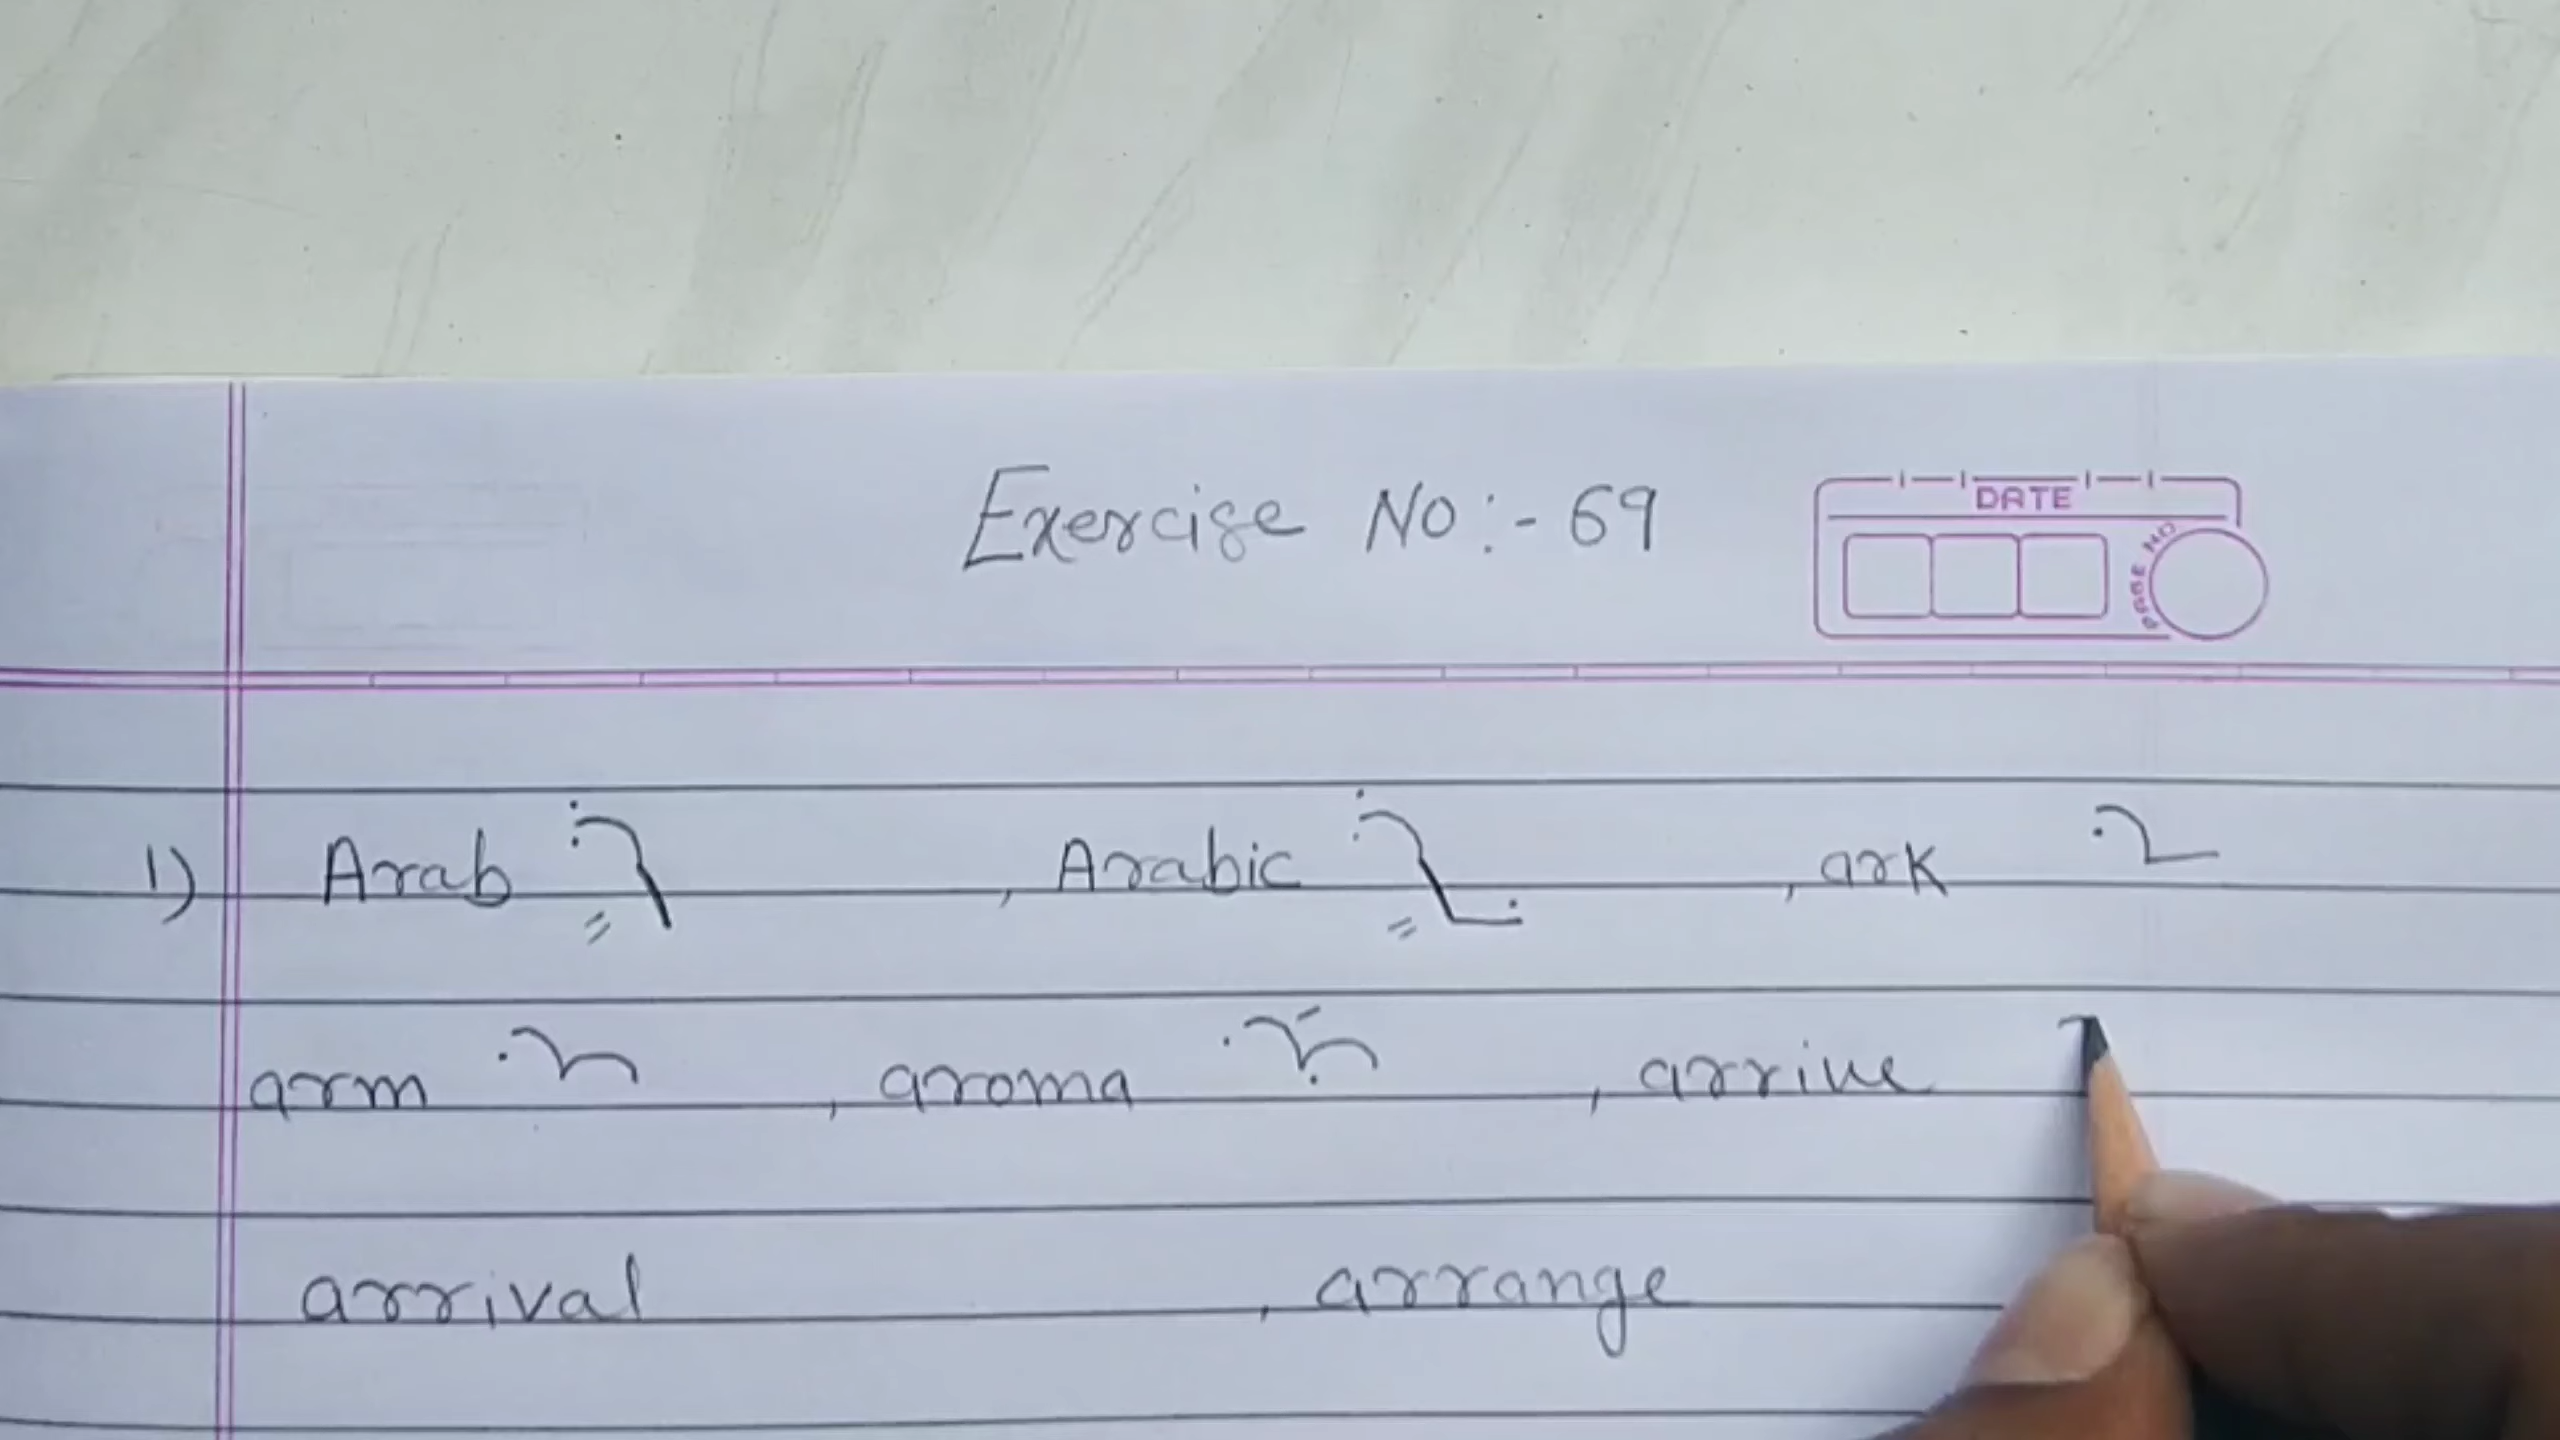 Exercise No:- 69
DATE
PAGE NO
1) Arab , Arabic , ark
arm , aroma , arrive
arrival , arrange